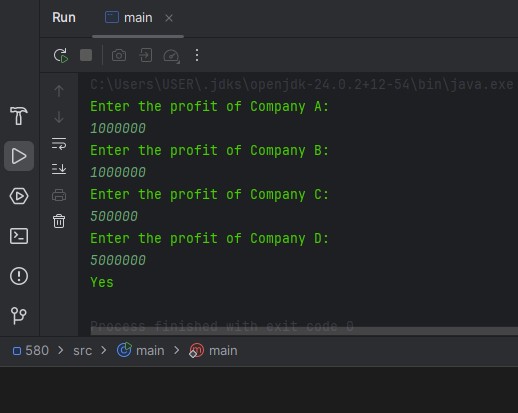 Run main
C:\Users\USER\.jdks\openjdk-24.0.2+12-54\bin\java.exe
Enter the profit of Company A:
1000000
Enter the profit of Company B:
1000000
Enter the profit of Company C:
500000
Enter the profit of Company D:
5000000
Yes
Process finished with exit code 0
580 > src > main > main